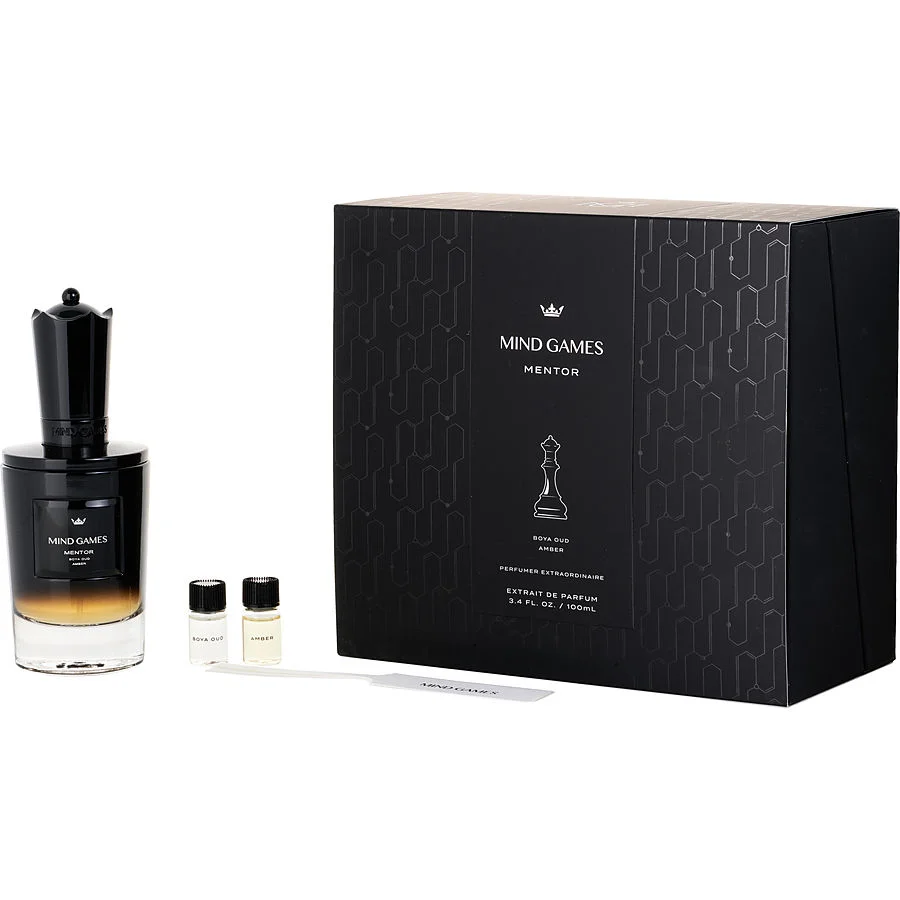 MIND GAMES
MIND GAMES
MENTOR
BOYA OUD
AMBER
BOYA OUD
AMBER
MIND GAMES
MIND GAMES
MENTOR
BOYA OUD
AMBER
PERFUMER EXTRAORDINAIRE
EXTRAIT DE PARFUM
3.4 FL. OZ. / 100mL